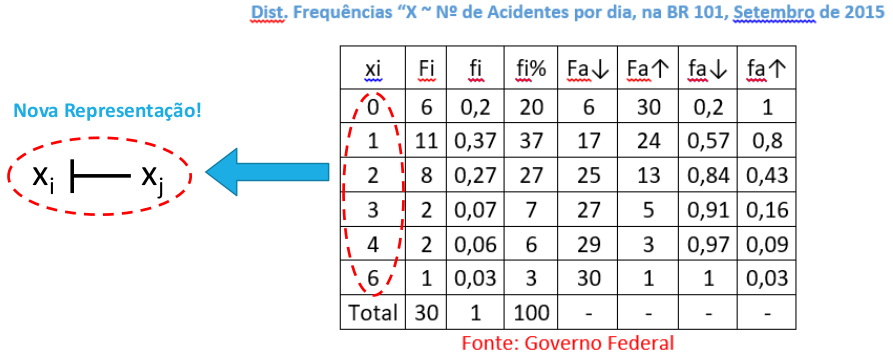 Dist. Frequências “X ~ Nº de Acidentes por dia, na BR 101, Setembro de 2015
Nova Representação!
xi ⊢ xj
xi Fi fi fi% Fa↓ Fa↑ fa↓ fa↑
0 6 0,2 20 6 30 0,2 1
1 11 0,37 37 17 24 0,57 0,8
2 8 0,27 27 25 13 0,84 0,43
3 2 0,07 7 27 5 0,91 0,16
4 2 0,06 6 29 3 0,97 0,09
6 1 0,03 3 30 1 1 0,03
Total 30 1 100 - - - -
Fonte: Governo Federal